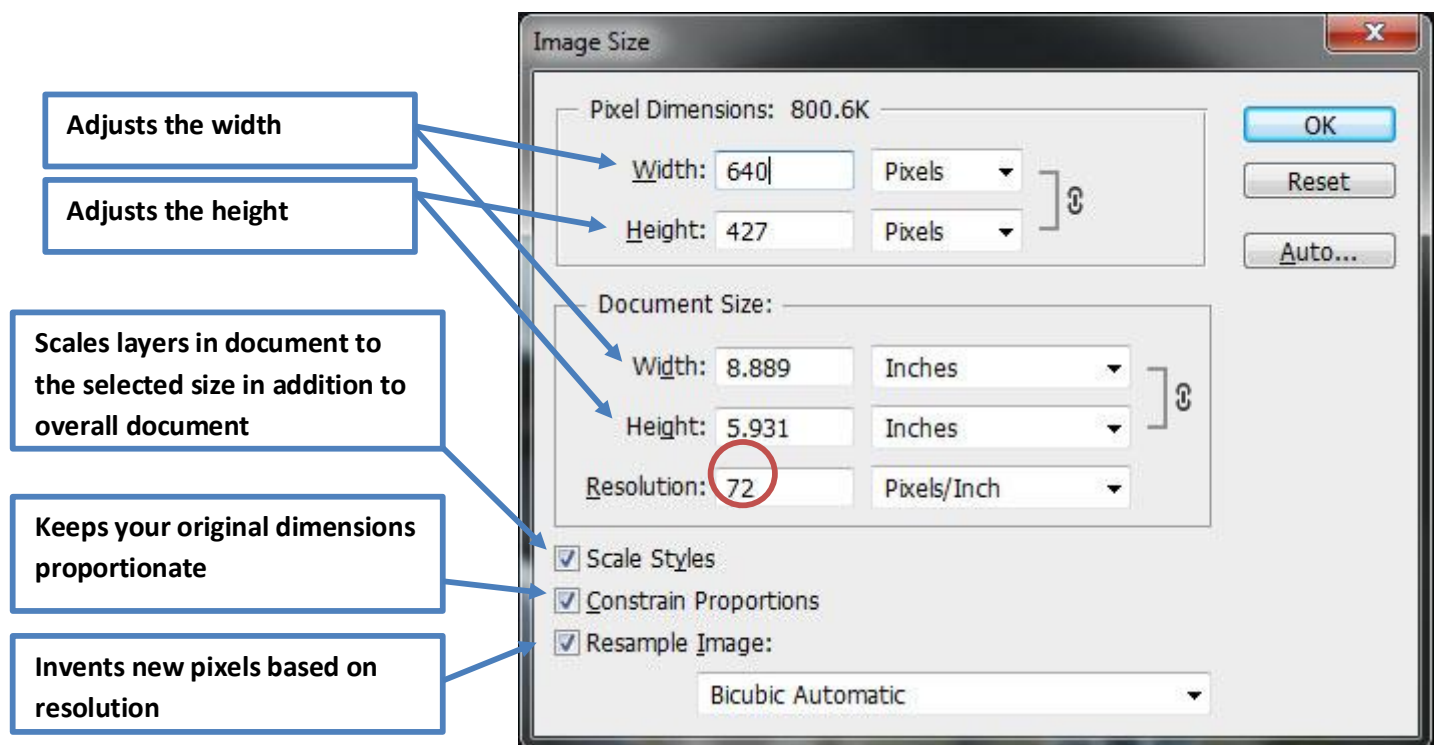 Image Size
x
Adjusts the width
Adjusts the height
Scales layers in document to
the selected size in addition to
overall document
Keeps your original dimensions
proportionate
Invents new pixels based on
resolution
Pixel Dimensions: 800.6K
Width: 640 Pixels
Height: 427 Pixels
Document Size:
Width: 8.889 Inches
Height: 5.931 Inches
Resolution: 72 Pixels/Inch
Scale Styles
Constrain Proportions
Resample Image:
Bicubic Automatic
OK
Reset
Auto...